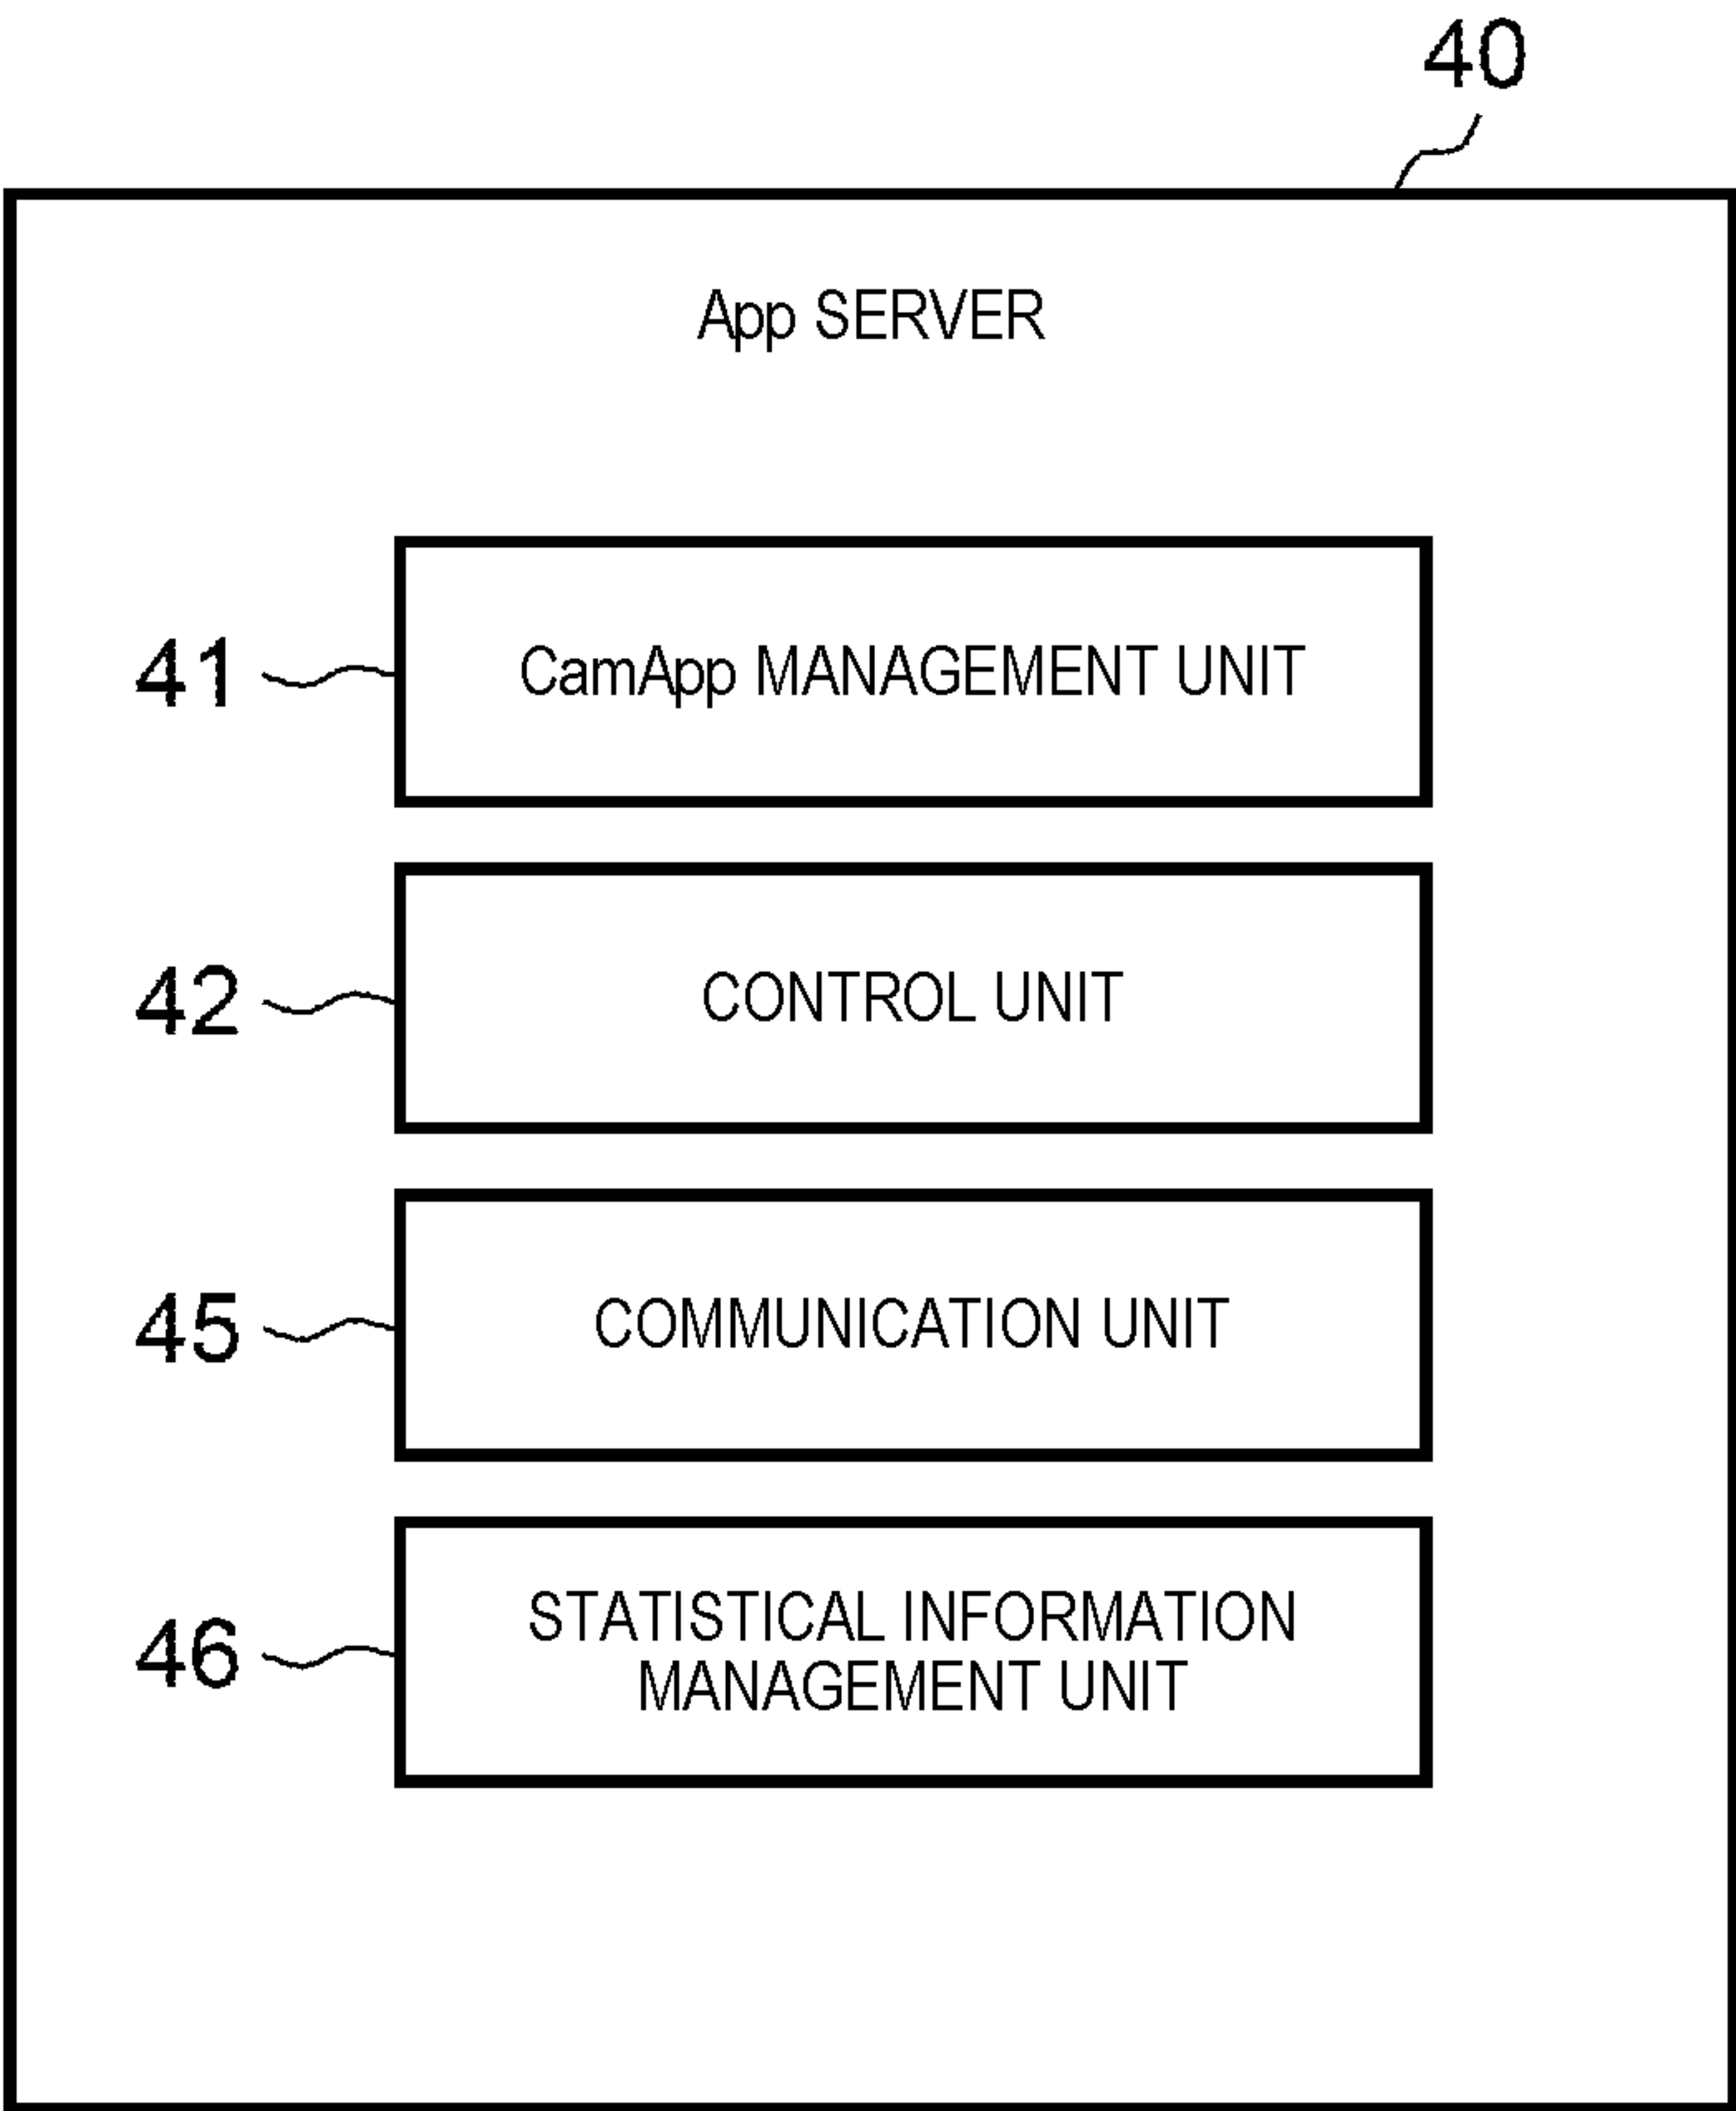 40
App SERVER
41
CamApp MANAGEMENT UNIT
42
CONTROL UNIT
45
COMMUNICATION UNIT
46
STATISTICAL INFORMATION
MANAGEMENT UNIT